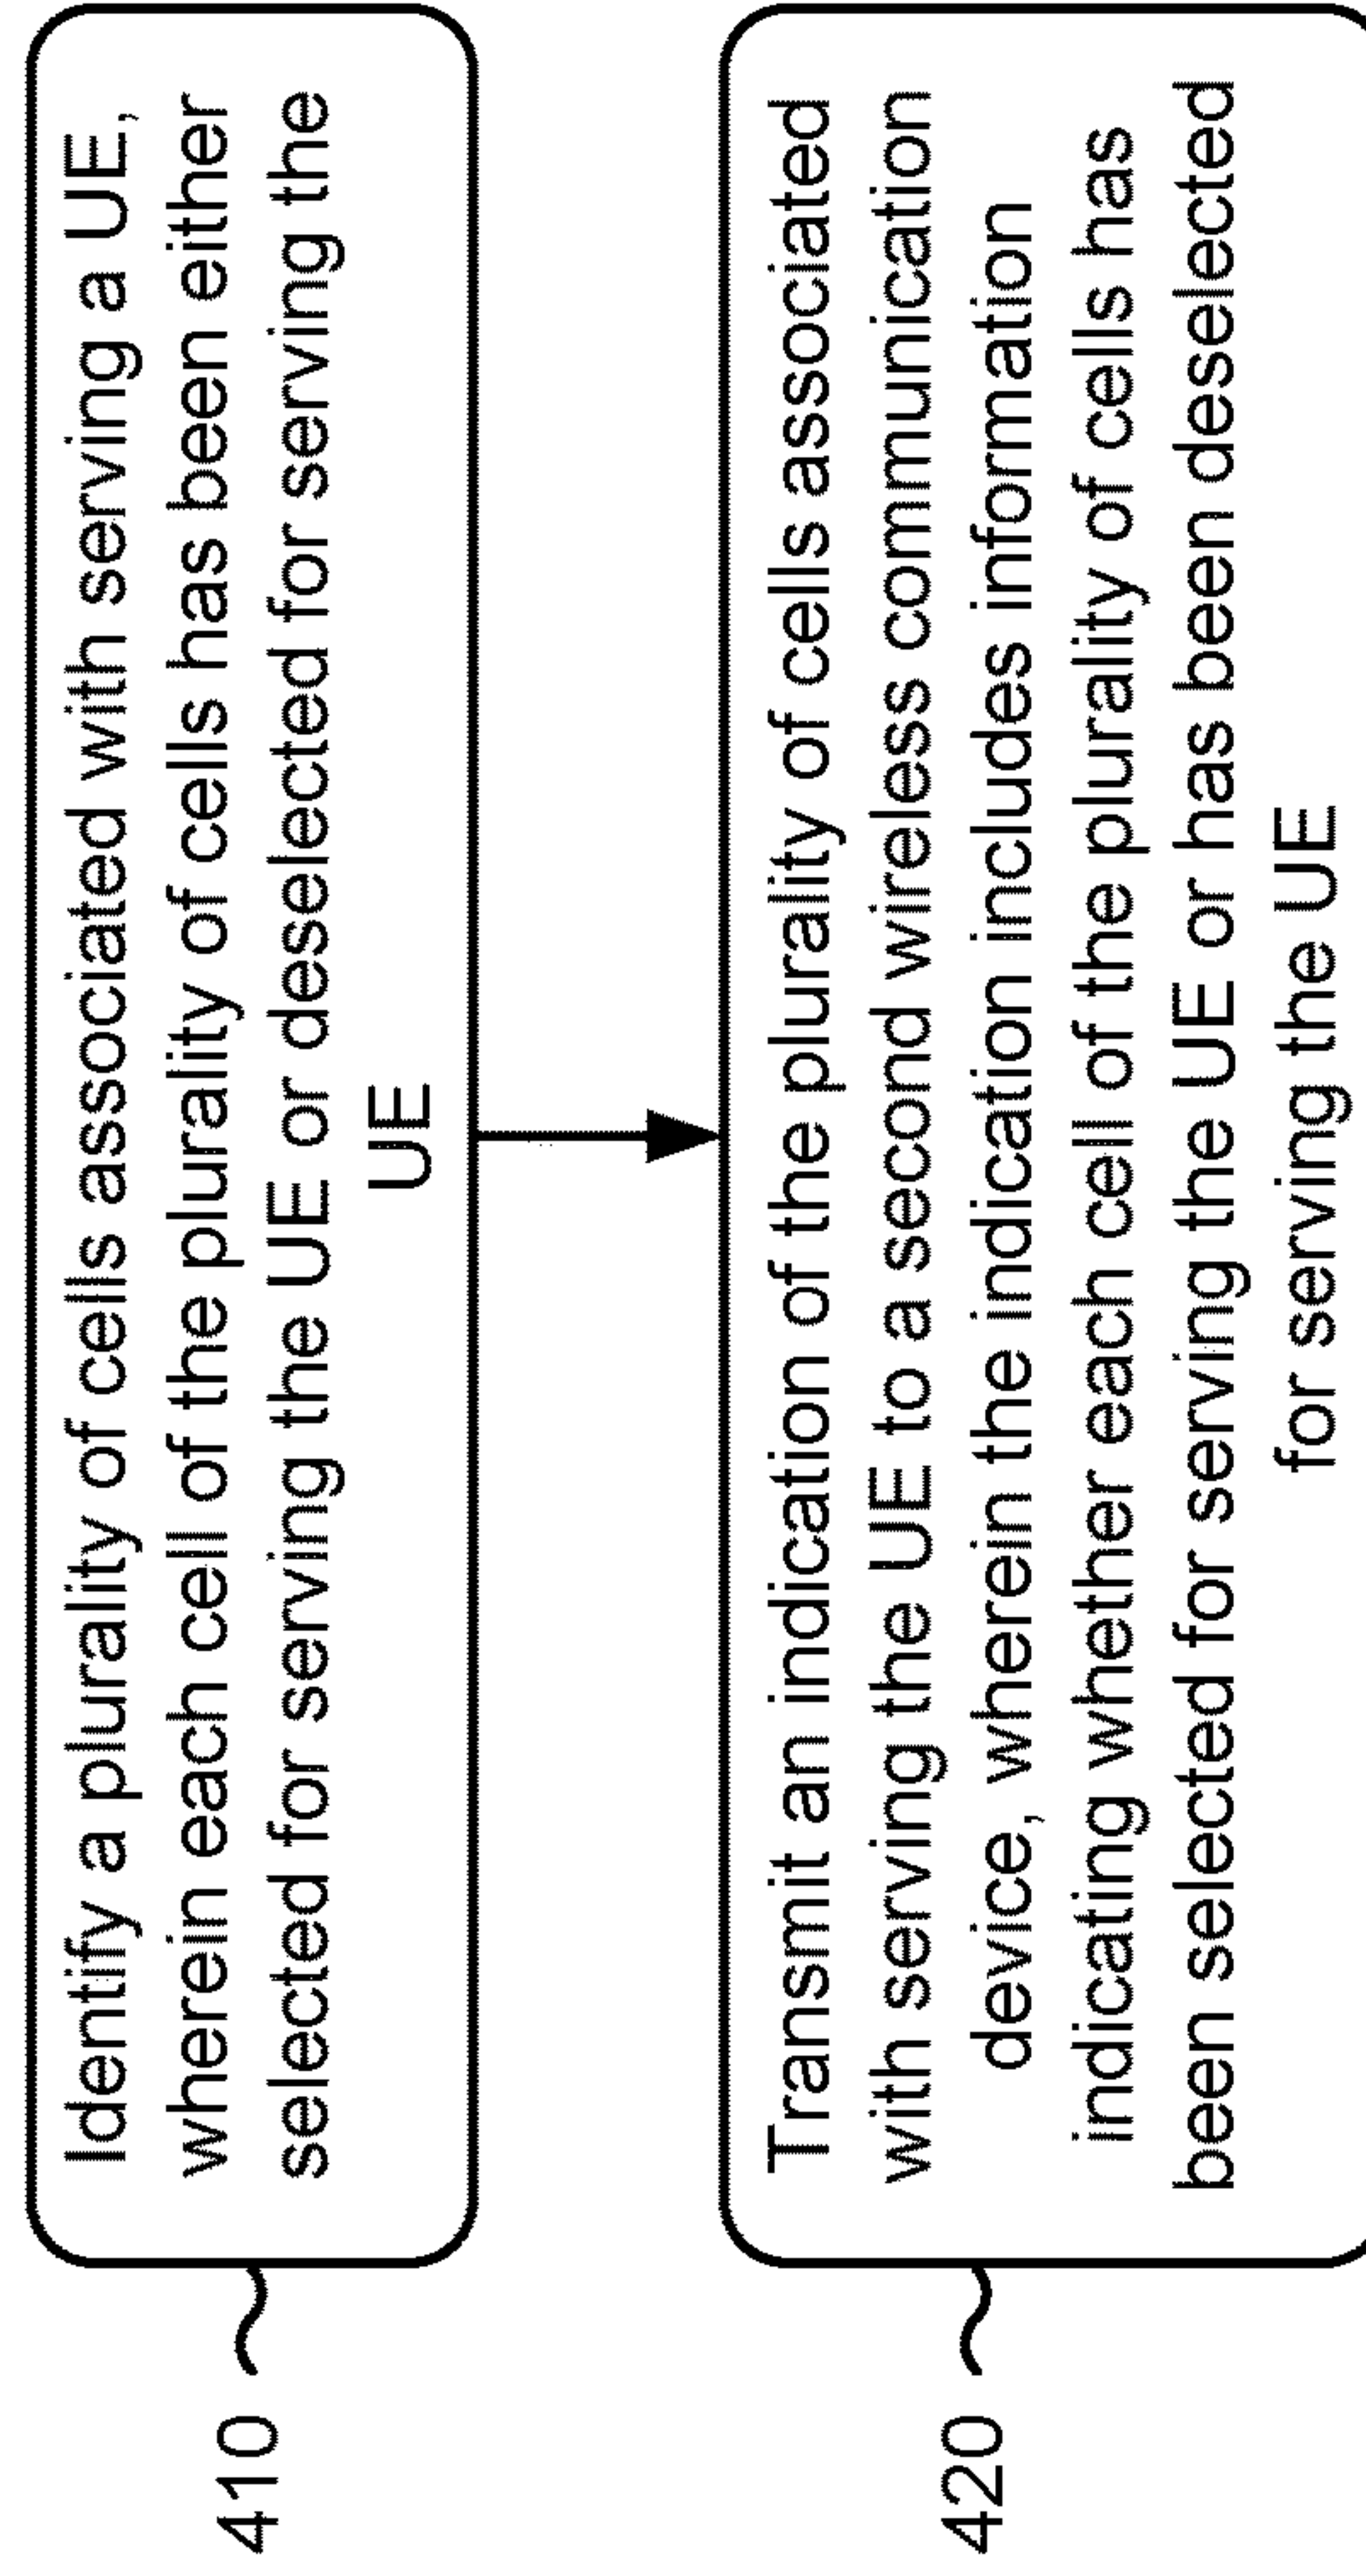 410
Identify a plurality of cells associated with serving a UE,
wherein each cell of the plurality of cells has been either
selected for serving the UE or deselected for serving the
UE
420
Transmit an indication of the plurality of cells associated
with serving the UE to a second wireless communication
device, wherein the indication includes information
indicating whether each cell of the plurality of cells has
been selected for serving the UE or has been deselected
for serving the UE